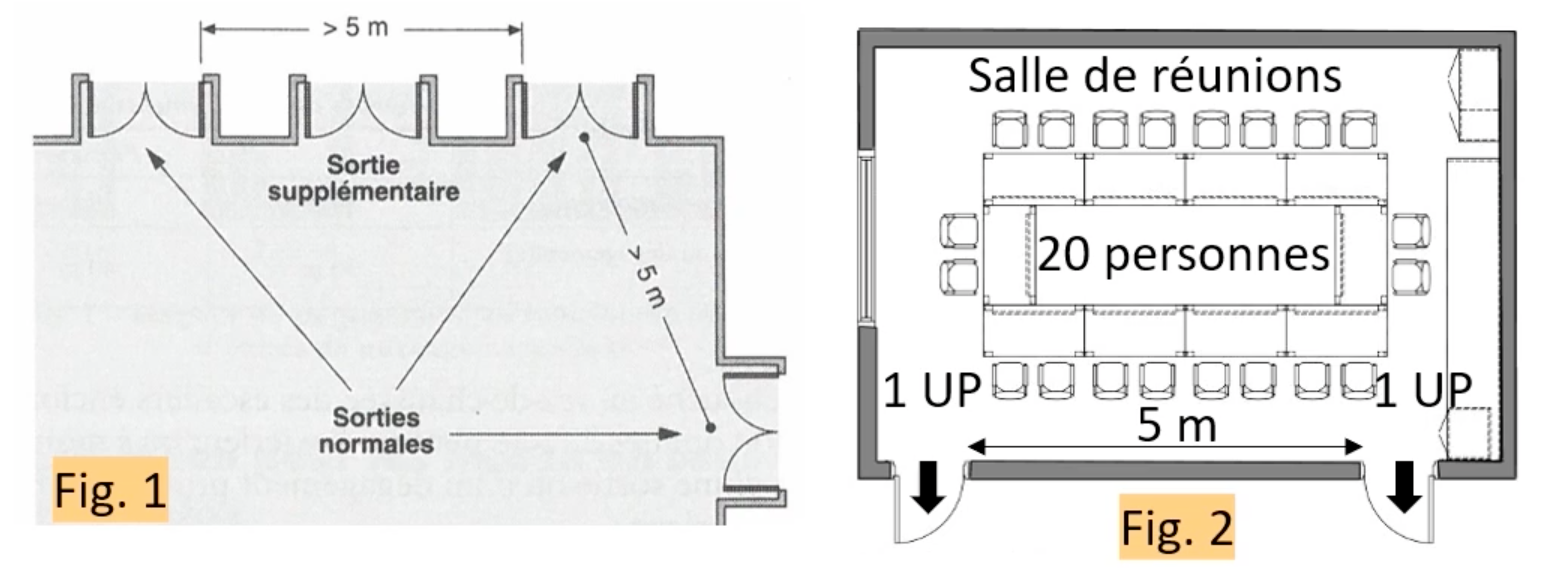 > 5 m
Sortie
supplémentaire
> 5 m
Sorties
normales
Fig. 1
Salle de réunions
20 personnes
1 UP
1 UP
5 m
Fig. 2